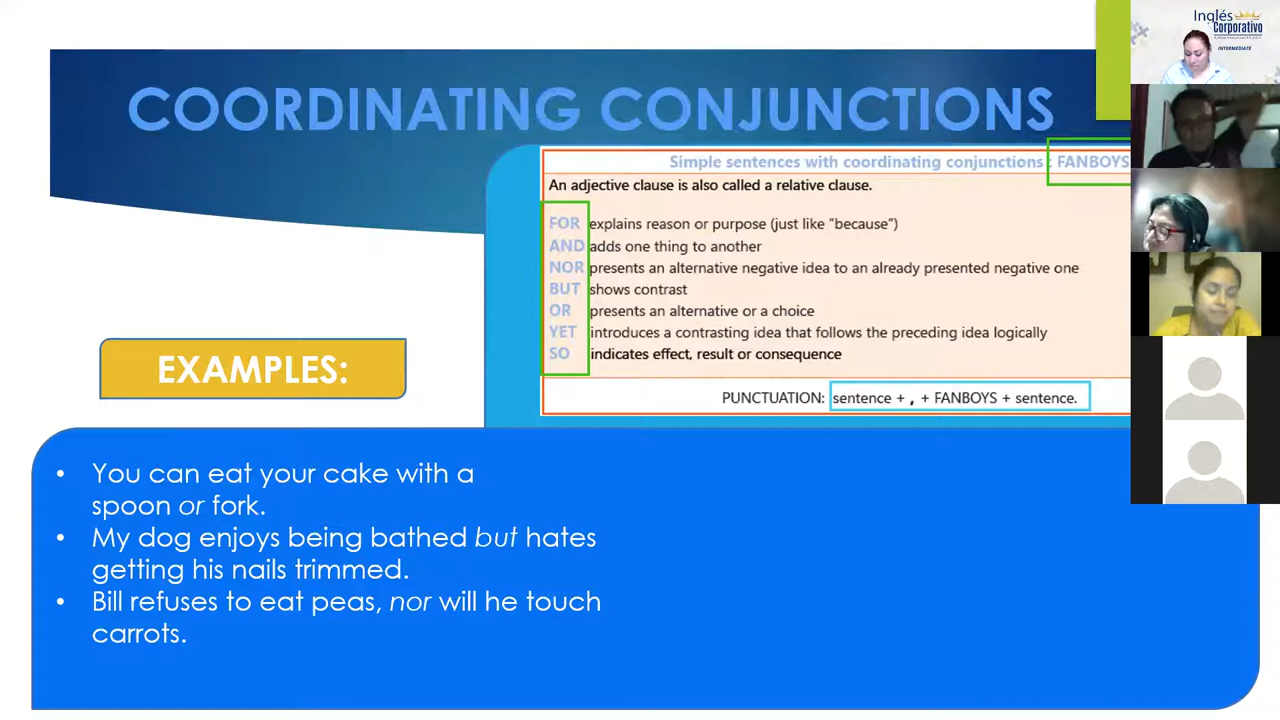 Inglés
Corporativo
INTERMEDIATE
COORDINATING CONJUNCTIONS
Simple sentences with coordinating conjunctions : FANBOYS
An adjective clause is also called a relative clause.
FOR explains reason or purpose (just like “because”)
AND adds one thing to another
NOR presents an alternative negative idea to an already presented negative one
BUT shows contrast
OR presents an alternative or a choice
YET introduces a contrasting idea that follows the preceding idea logically
SO indicates effect, result or consequence
PUNCTUATION: sentence + , + FANBOYS + sentence.
EXAMPLES:
• You can eat your cake with a
spoon or fork.
• My dog enjoys being bathed but hates
getting his nails trimmed.
• Bill refuses to eat peas, nor will he touch
carrots.